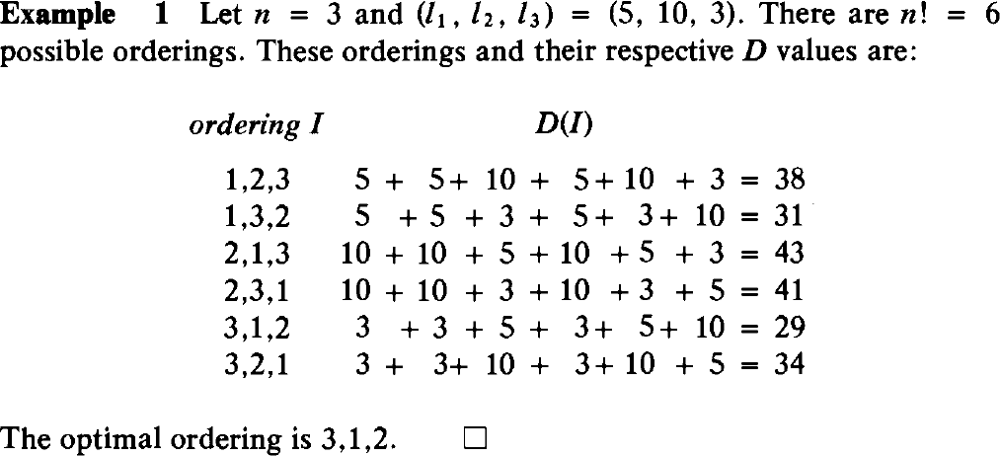 Example 1 Let n = 3 and (l₁, l₂, l₃) = (5, 10, 3). There are n! = 6
possible orderings. These orderings and their respective D values are:
ordering I D(I)
1,2,3 5 + 5+ 10 + 5+ 10 + 3 = 38
1,3,2 5 + 5 + 3 + 5+ 3+ 10 = 31
2,1,3 10 + 10 + 5 + 10 + 5 + 3 = 43
2,3,1 10 + 10 + 3 + 10 + 3 + 5 = 41
3,1,2 3 + 3 + 5 + 3+ 5+ 10 = 29
3,2,1 3 + 3+ 10 + 3+ 10 + 5 = 34
The optimal ordering is 3,1,2. □